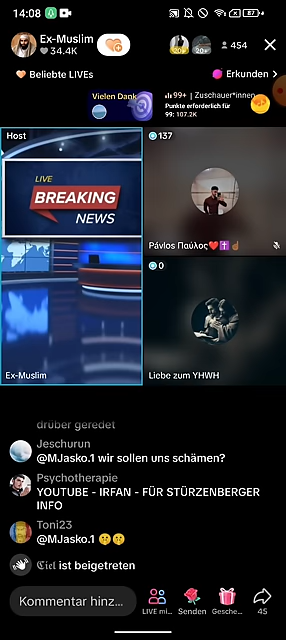 14:08
87
Ex-Muslim
34.4K
20+
454
Beliebte LIVEs
Erkunden >
Vielen Dank
99+ | Zuschauer*innen
Punkte erforderlich für
99: 107.2K
Host
LIVE
BREAKING
NEWS
Ex-Muslim
137
Pávlos Παύλος
0
Liebe zum YHWH
drüber geredet
Jeschurun
@MJasko.1 wir sollen uns schämen?
Psychotherapie
YOUTUBE - IRFAN - FÜR STÜRZENBERGER
INFO
Toni23
@MJasko.1 🤫🤫
ℭ𝔦𝔢𝔩 ist beigetreten
Kommentar hinz...
LIVE mi...
Senden
Gesche...
45